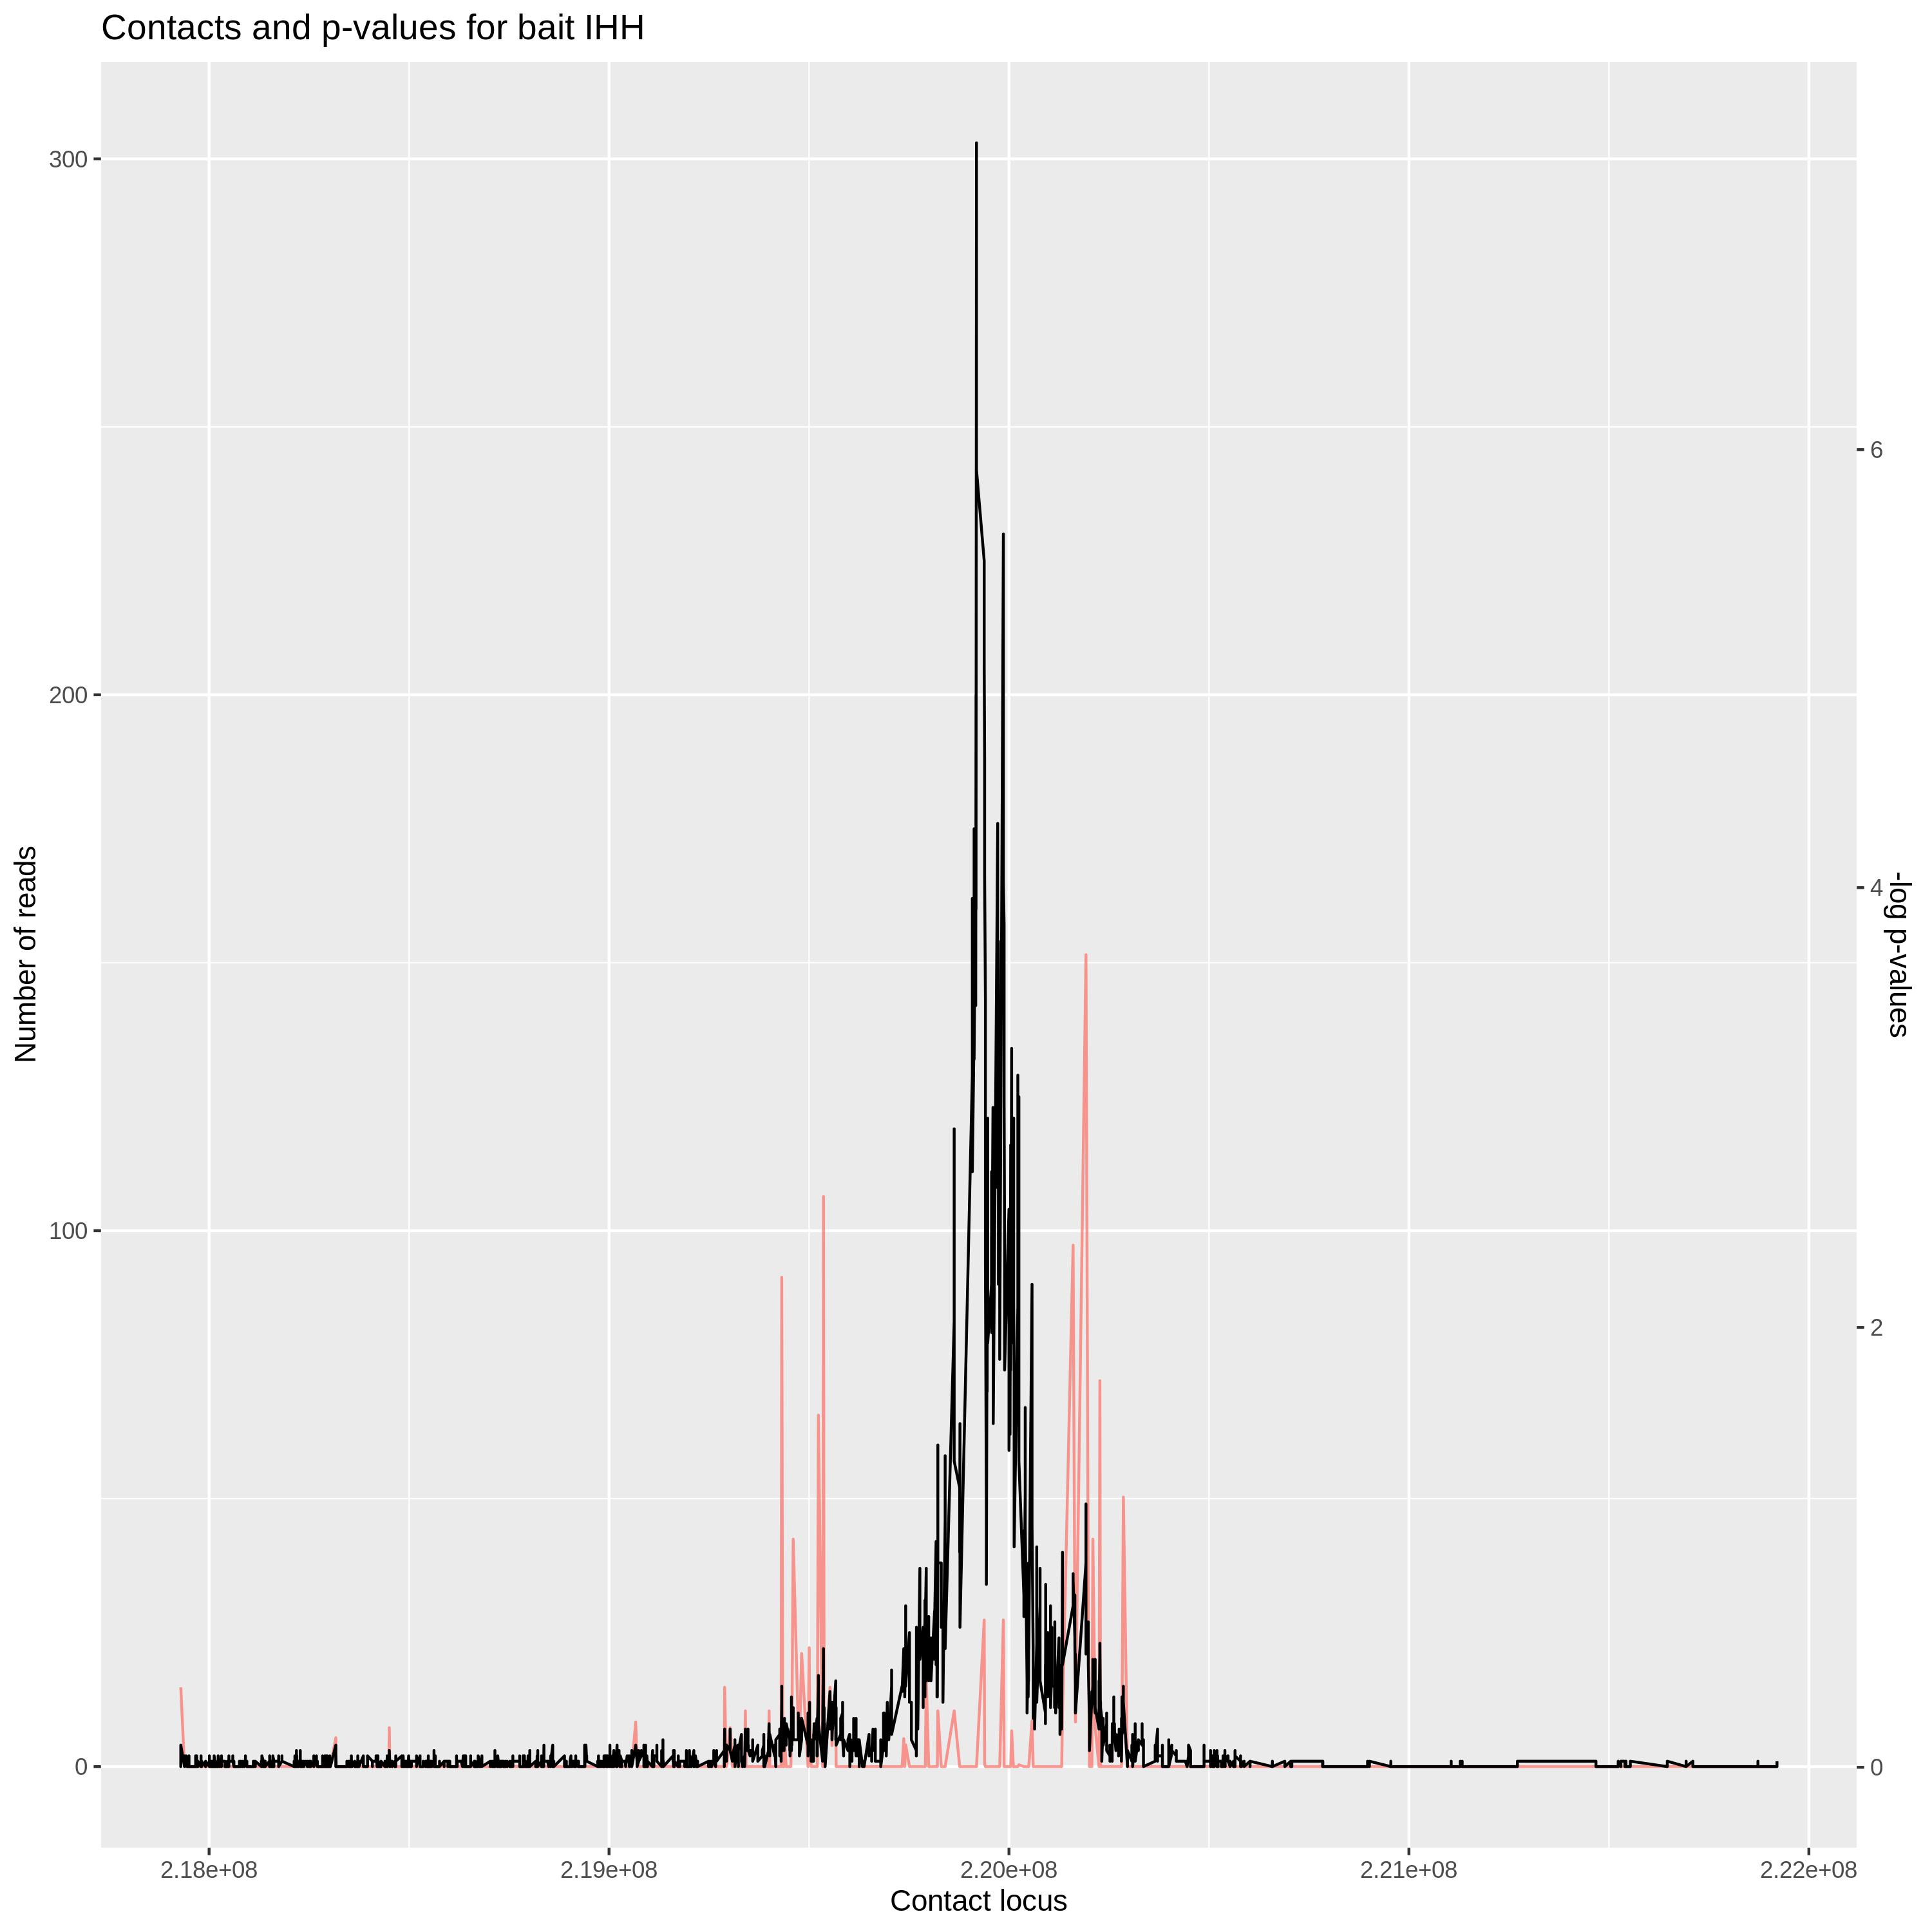 Contacts and p-values for bait IHH
300
200
100
0
Number of reads
6
4
2
0
-log p-values
2.18e+08
2.19e+08
2.20e+08
2.21e+08
2.22e+08
Contact locus